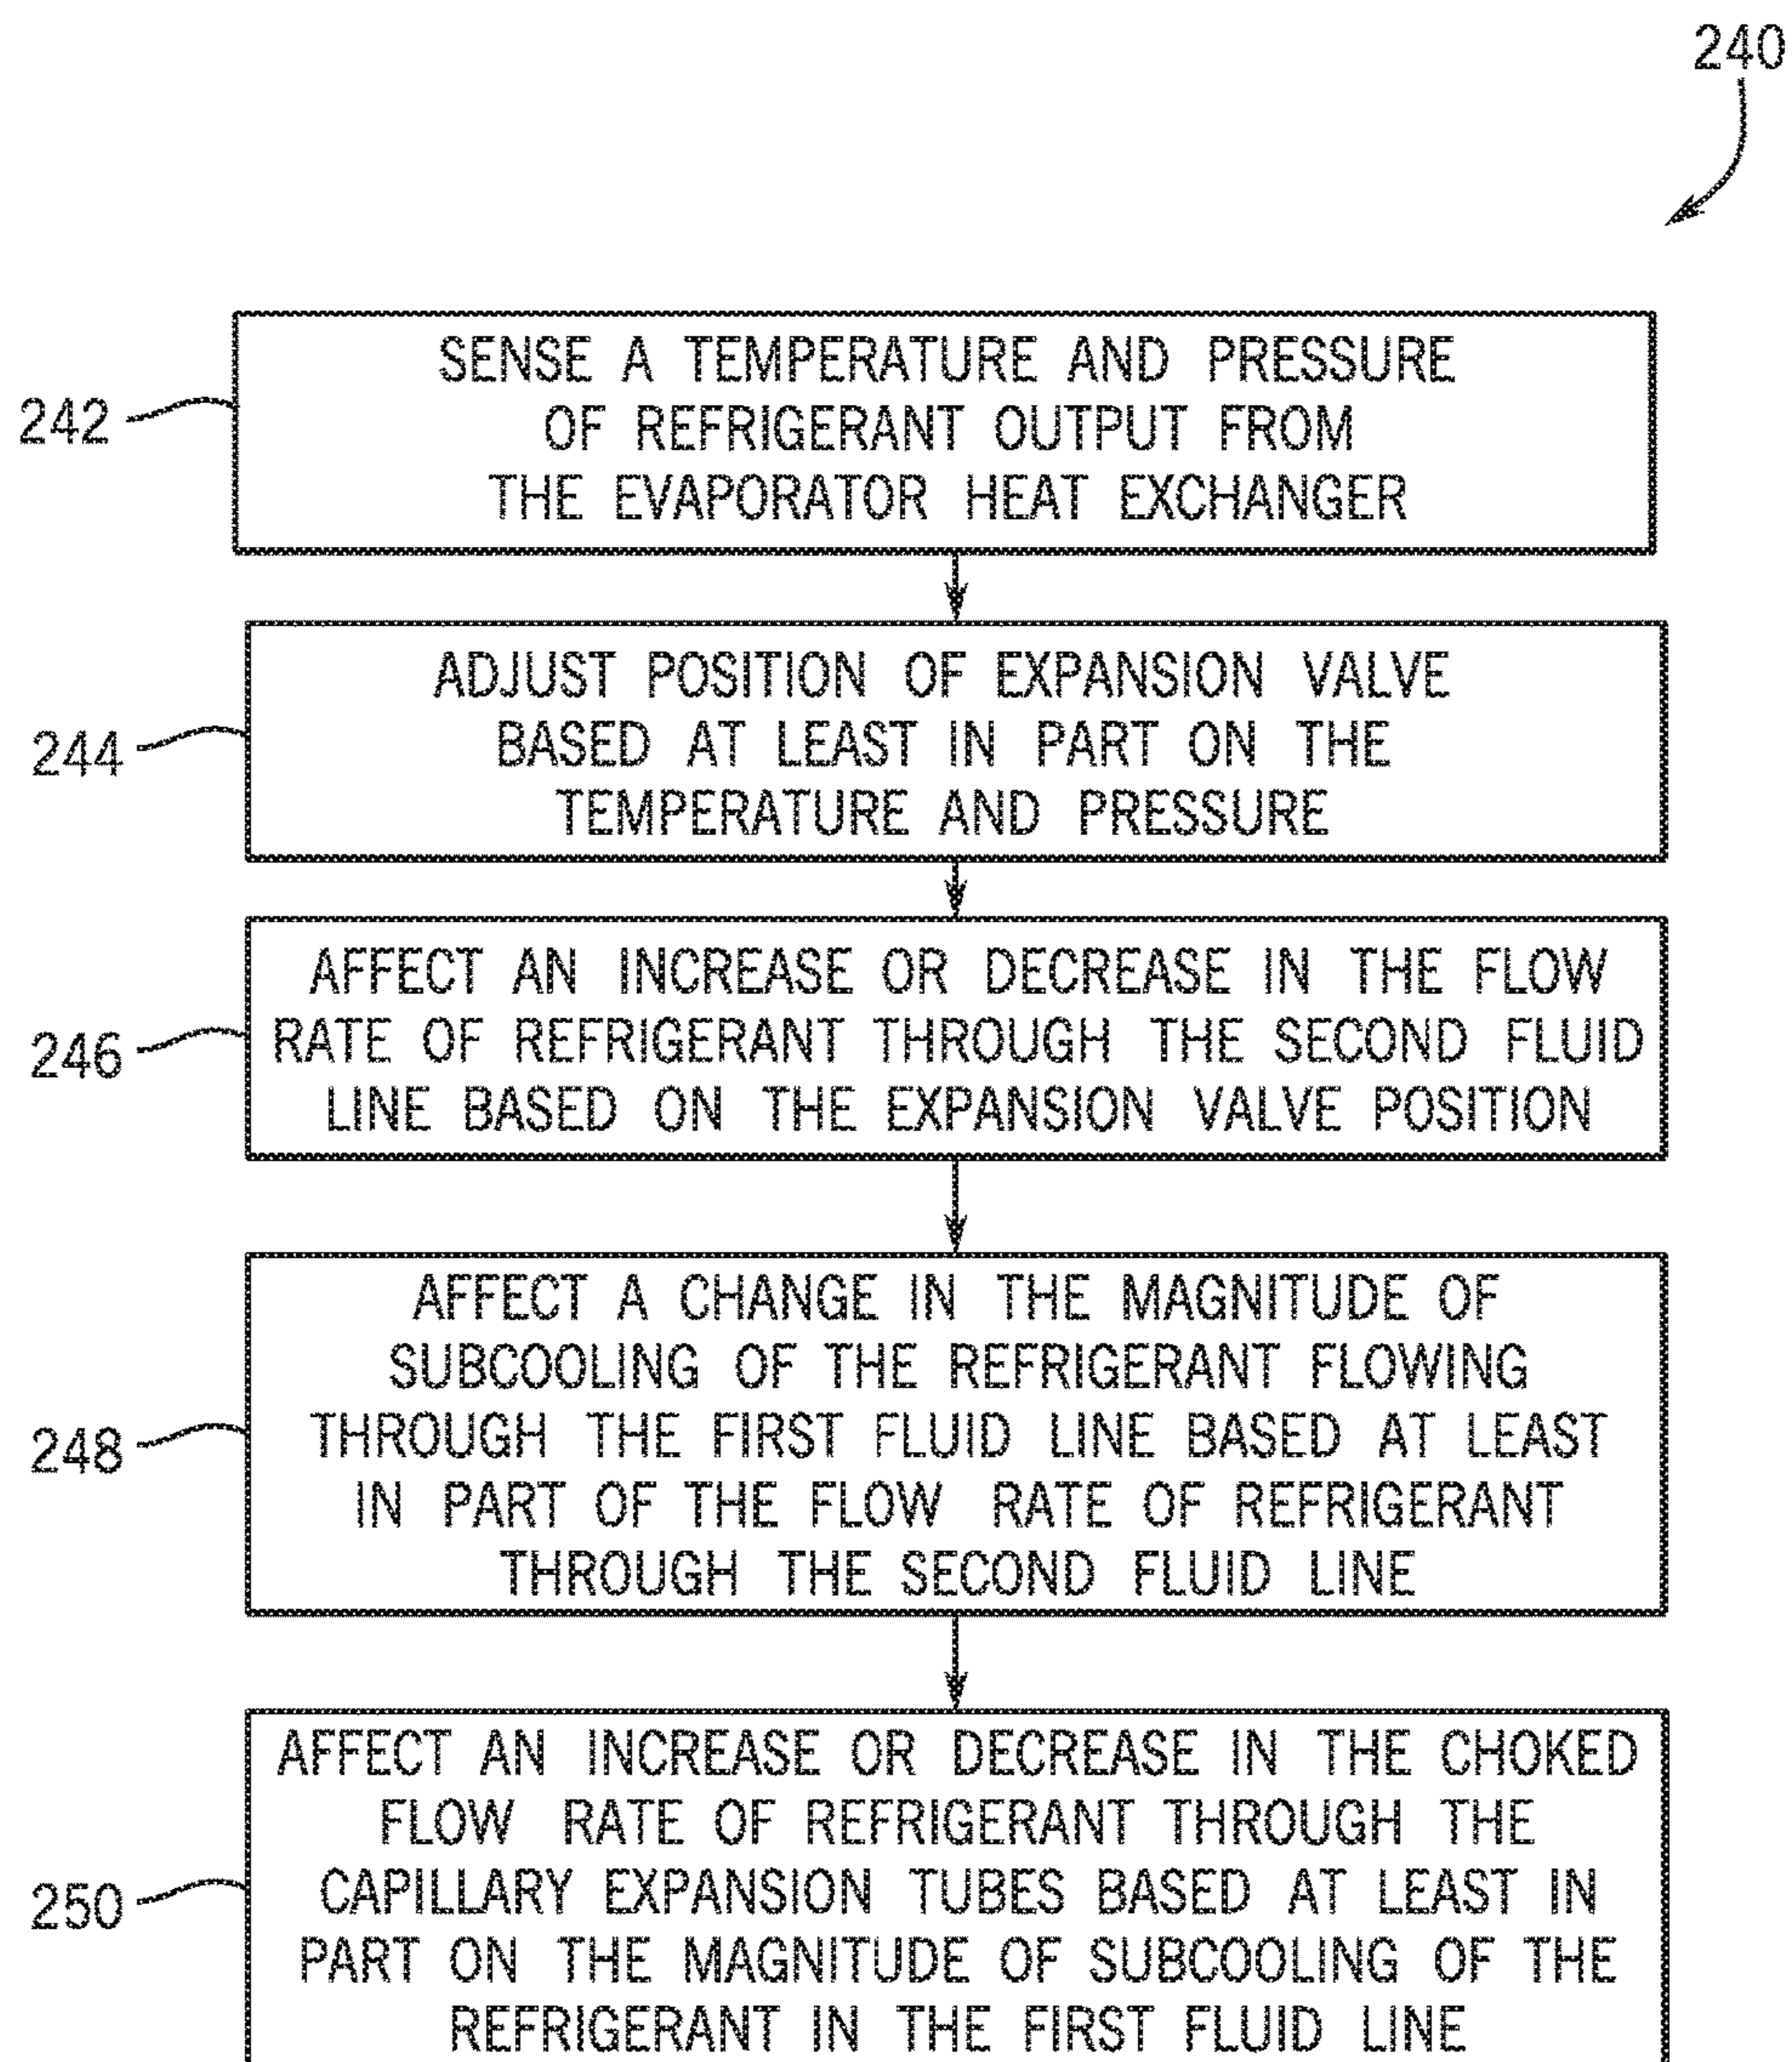 240
242
SENSE A TEMPERATURE AND PRESSURE
OF REFRIGERANT OUTPUT FROM
THE EVAPORATOR HEAT EXCHANGER
244
ADJUST POSITION OF EXPANSION VALVE
BASED AT LEAST IN PART ON THE
TEMPERATURE AND PRESSURE
246
AFFECT AN INCREASE OR DECREASE IN THE FLOW
RATE OF REFRIGERANT THROUGH THE SECOND FLUID
LINE BASED ON THE EXPANSION VALVE POSITION
248
AFFECT A CHANGE IN THE MAGNITUDE OF
SUBCOOLING OF THE REFRIGERANT FLOWING
THROUGH THE FIRST FLUID LINE BASED AT LEAST
IN PART OF THE FLOW RATE OF REFRIGERANT
THROUGH THE SECOND FLUID LINE
250
AFFECT AN INCREASE OR DECREASE IN THE CHOKED
FLOW RATE OF REFRIGERANT THROUGH THE
CAPILLARY EXPANSION TUBES BASED AT LEAST IN
PART ON THE MAGNITUDE OF SUBCOOLING OF THE
REFRIGERANT IN THE FIRST FLUID LINE